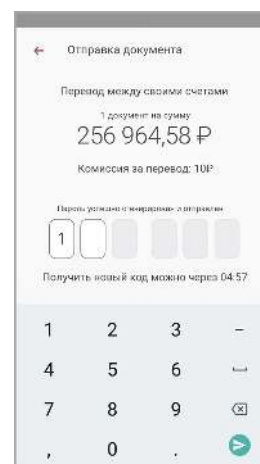 Отправка документа
Перевод между своими счетами
1 документ на сумму
256 964,58 ₽
Комиссия за перевод: 10₽
Пароль успешно сгенерирован и отправлен
1
Получить новый код можно через 04:57
1 2 3 -
4 5 6
7 8 9
, 0 .